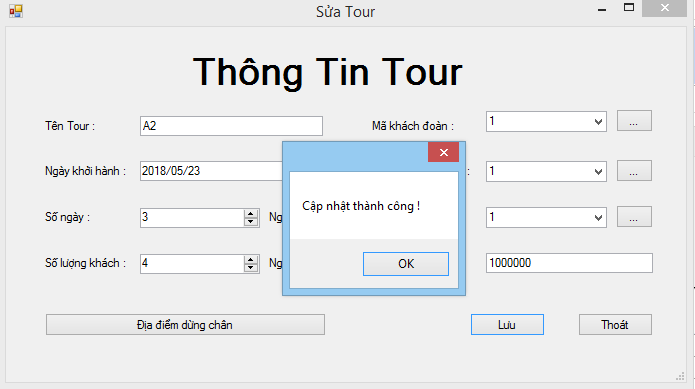 Sửa Tour
Thông Tin Tour
Tên Tour : A2 Mã khách đoàn : 1 ...
Ngày khởi hành : 2018/05/23 : 1 ...
Số ngày : 3 Ng 1 ...
Số lượng khách : 4 Ng 1000000
Cập nhật thành công !
OK
Địa điểm dừng chân Lưu Thoát